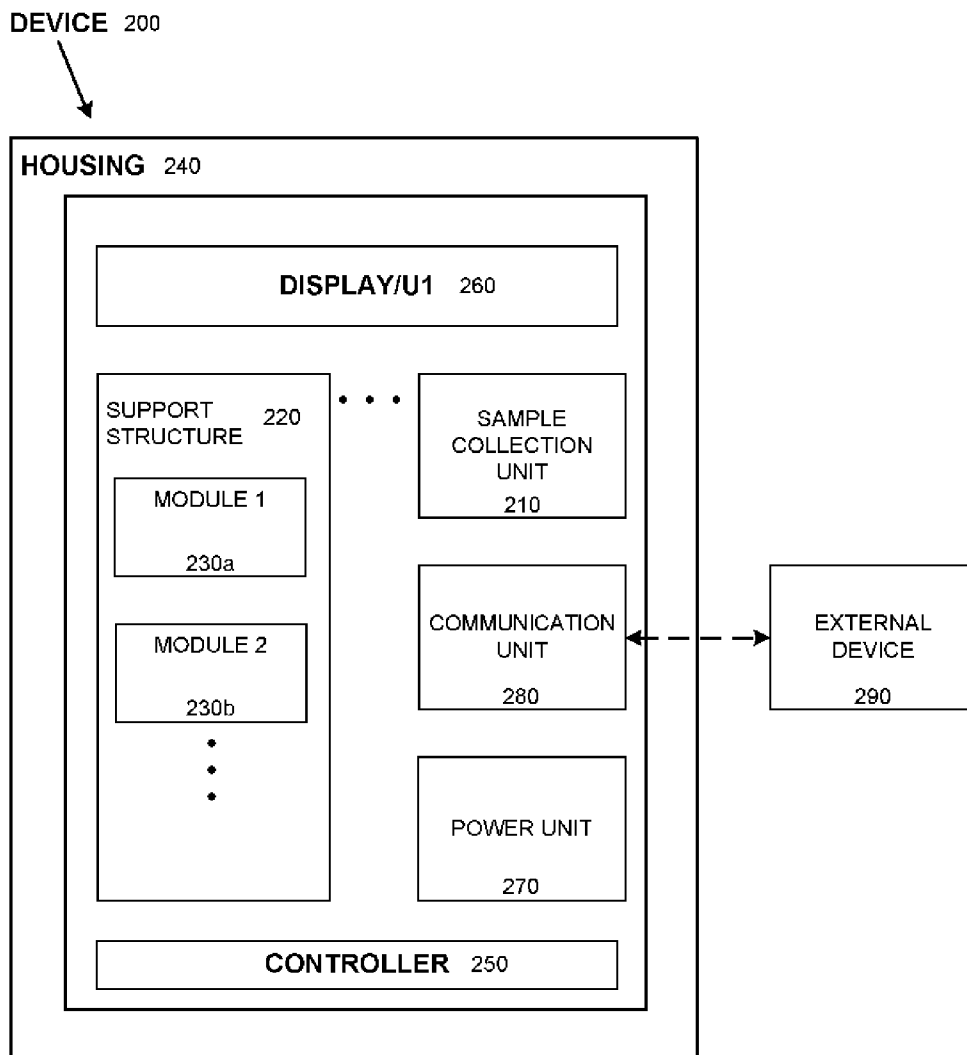 DEVICE 200
HOUSING 240
DISPLAY/U1 260
SUPPORT 220
STRUCTURE
MODULE 1
230a
MODULE 2
230b
SAMPLE
COLLECTION
UNIT
210
COMMUNICATION
UNIT
280
EXTERNAL
DEVICE
290
POWER UNIT
270
CONTROLLER 250